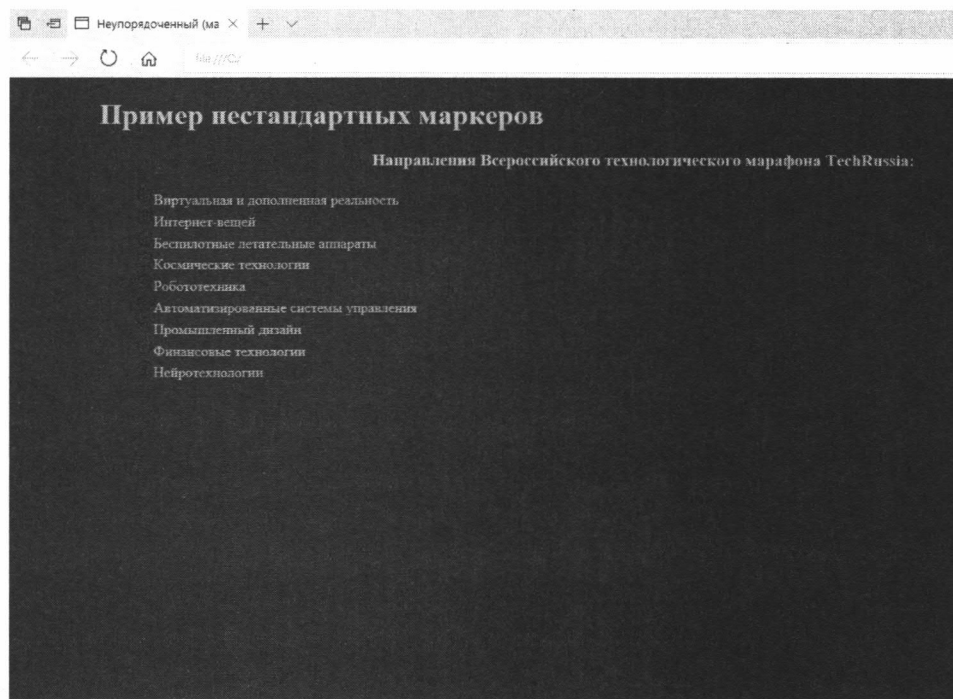 Неупорядоченный (ма
file:///C:/
Пример нестандартных маркеров
Направления Всероссийского технологического марафона TechRussia:
Виртуальная и дополненная реальность
Интернет-вещей
Беспилотные летательные аппараты
Космические технологии
Робототехника
Автоматизированные системы управления
Промышленный дизайн
Финансовые технологии
Нейротехнологии